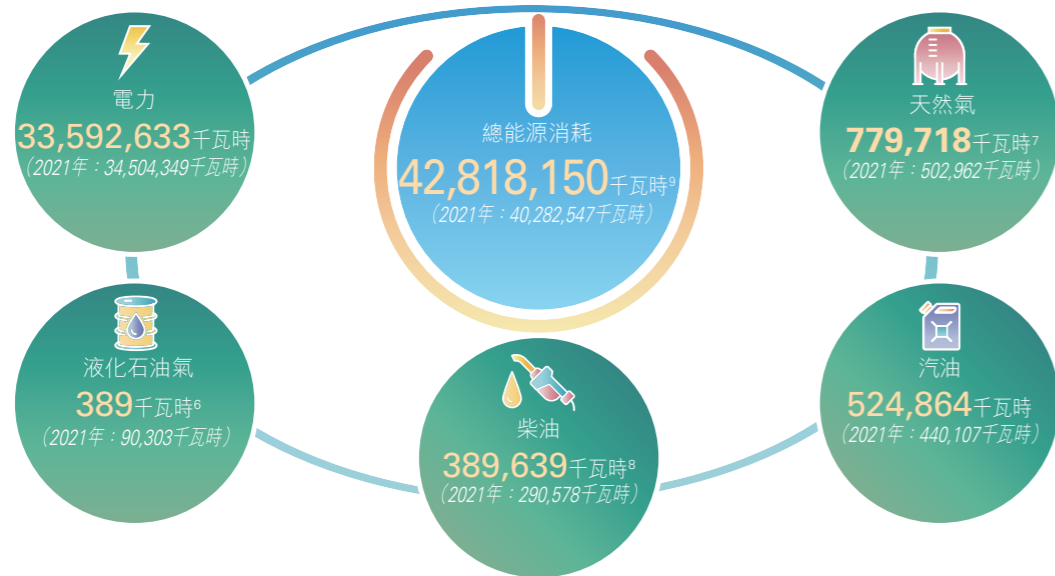 電力
33,592,633千瓦時
(2021年：34,504,349千瓦時)
總能源消耗
42,818,150千瓦時⁹
(2021年：40,282,547千瓦時)
天然氣
779,718千瓦時⁷
(2021年：502,962千瓦時)
液化石油氣
389千瓦時⁶
(2021年：90,303千瓦時)
柴油
389,639千瓦時⁸
(2021年：290,578千瓦時)
汽油
524,864千瓦時
(2021年：440,107千瓦時)